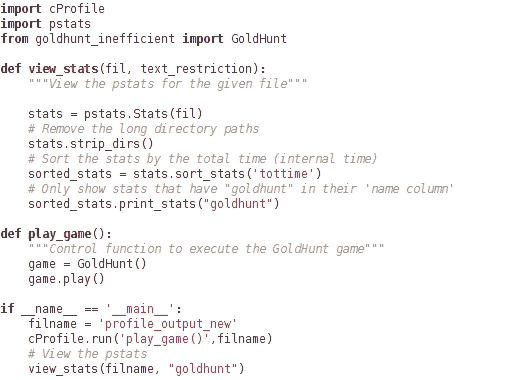 import cProfile
import pstats
from goldhunt_inefficient import GoldHunt

def view_stats(fil, text_restriction):
    """View the pstats for the given file"""

    stats = pstats.Stats(fil)
    # Remove the long directory paths
    stats.strip_dirs()
    # Sort the stats by the total time (internal time)
    sorted_stats = stats.sort_stats('tottime')
    # Only show stats that have "goldhunt" in their 'name column'
    sorted_stats.print_stats("goldhunt")

def play_game():
    """Control function to execute the GoldHunt game"""
    game = GoldHunt()
    game.play()

if __name__ == '__main__':
    filname = 'profile_output_new'
    cProfile.run('play_game()',filname)
    # View the pstats
    view_stats(filname, "goldhunt")